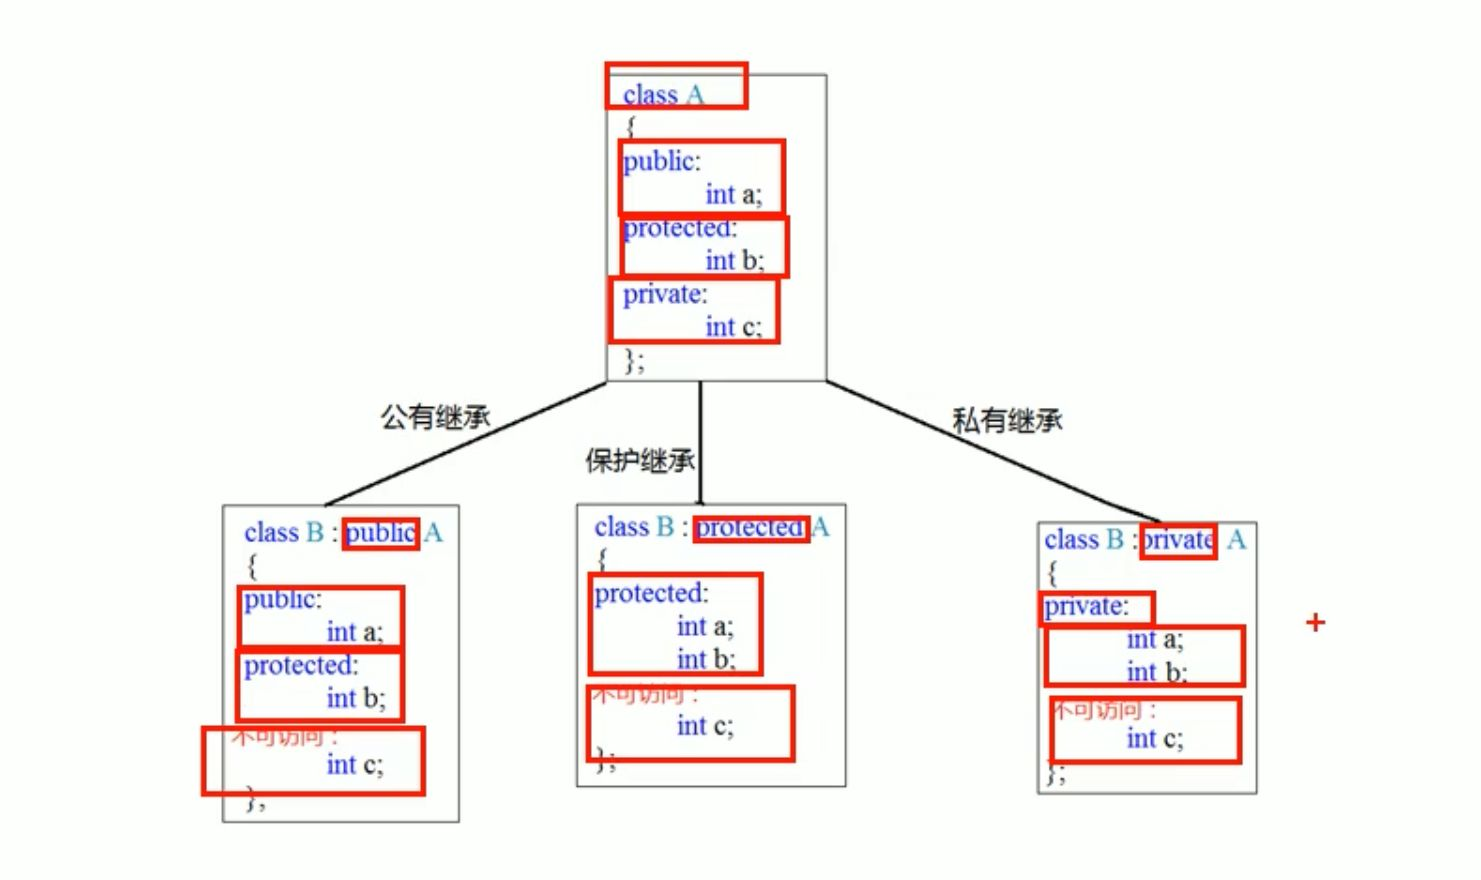 class A
{
public:
int a;
protected:
int b;
private:
int c;
};
公有继承
保护继承
私有继承
class B : public A
{
public:
int a;
protected:
int b;
不可访问：
int c;
};
class B : protected A
{
protected:
int a;
int b;
不可访问：
int c;
};
class B : private A
{
private:
int a;
int b;
不可访问：
int c;
};